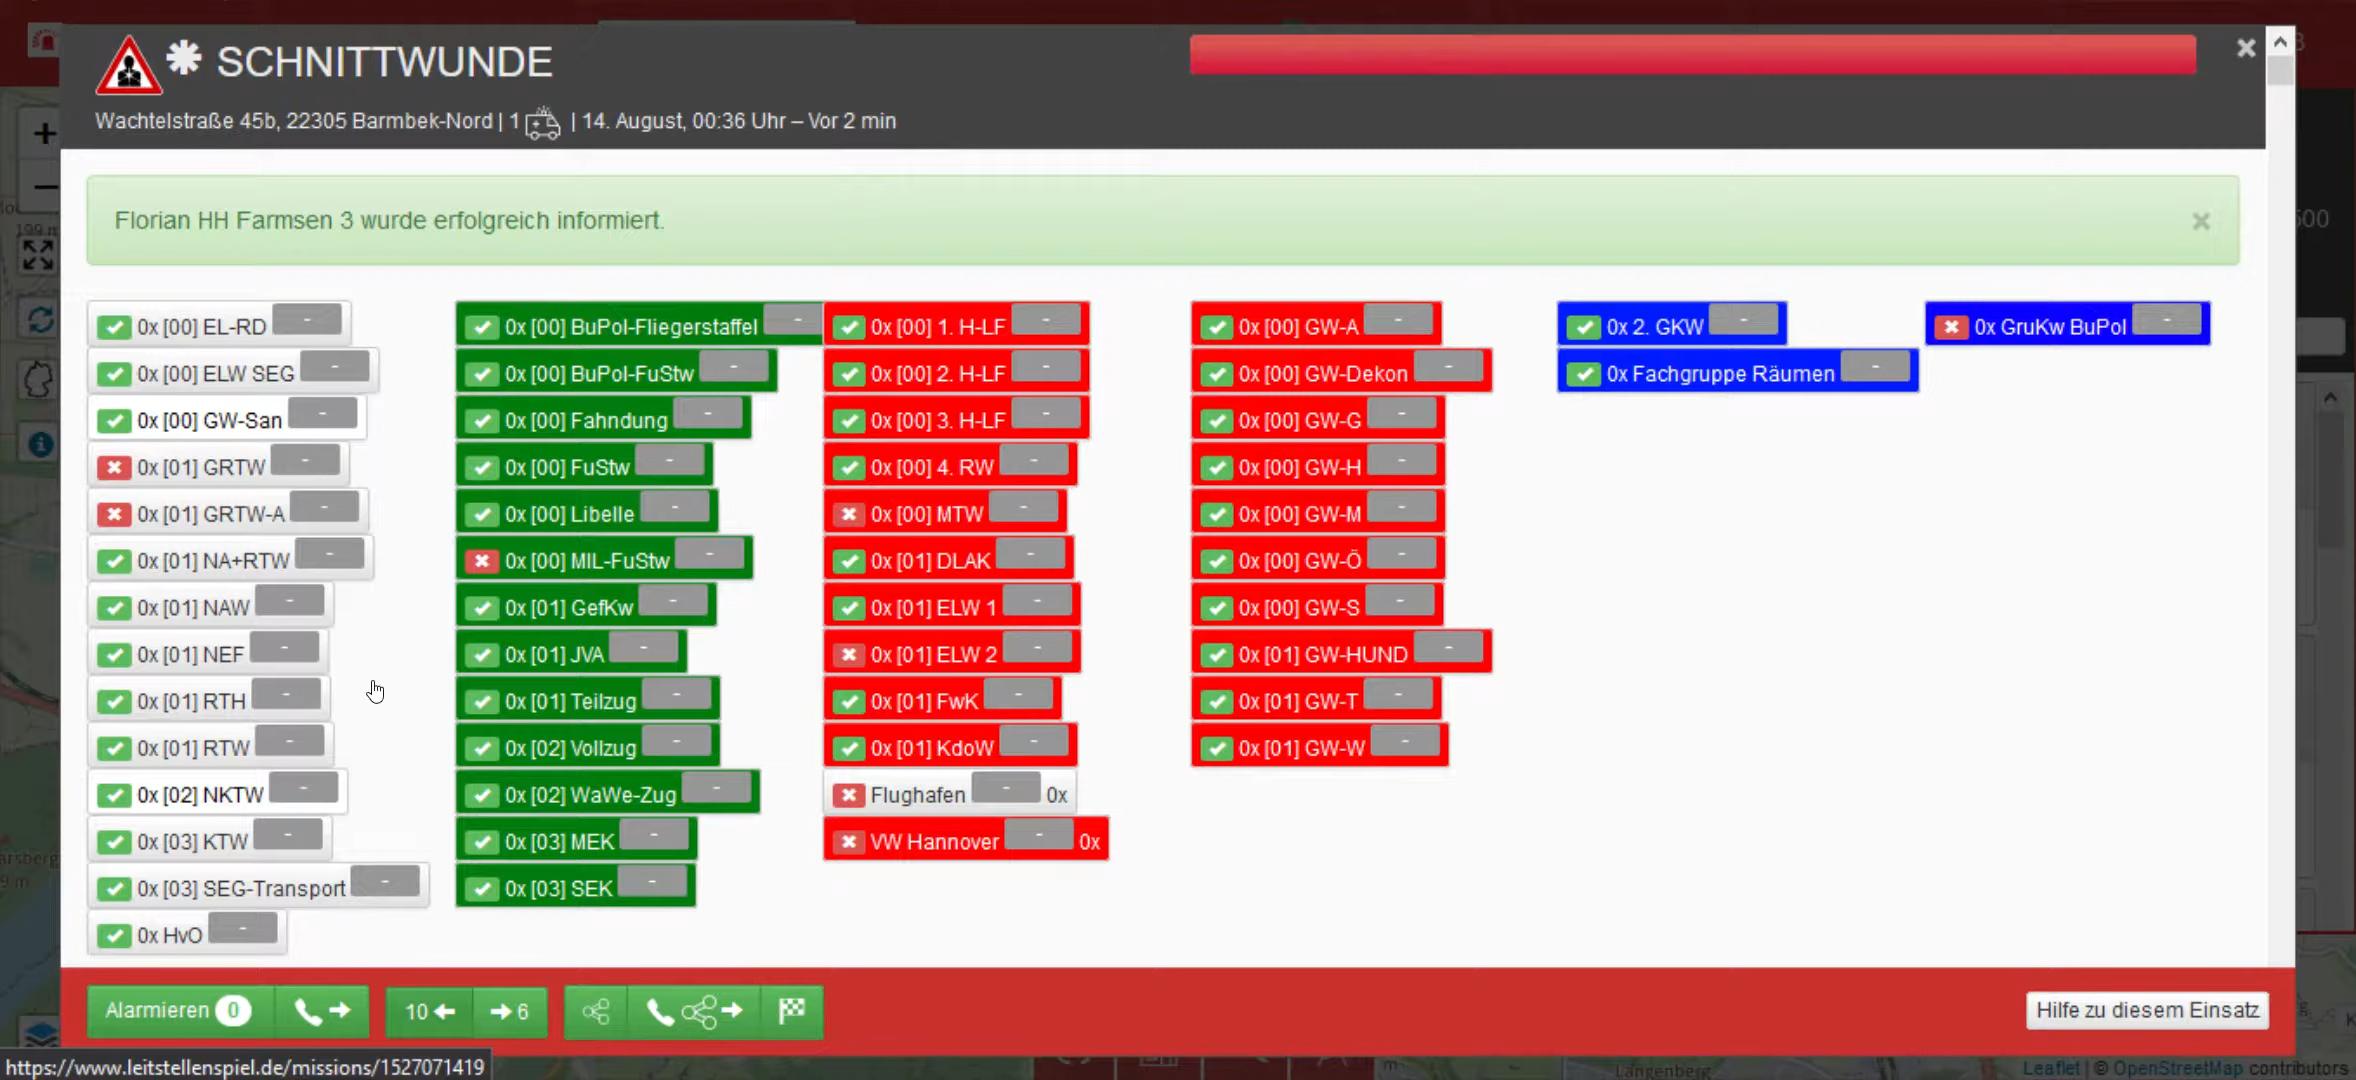 SCHNITTWUNDE
Wachtelstraße 45b, 22305 Barmbek-Nord | 1 | 14. August, 00:36 Uhr – Vor 2 min
Florian HH Farmsen 3 wurde erfolgreich informiert.
0x [00] EL-RD -
0x [00] ELW SEG -
0x [00] GW-San -
0x [01] GRTW -
0x [01] GRTW-A -
0x [01] NA+RTW -
0x [01] NAW -
0x [01] NEF -
0x [01] RTH -
0x [01] RTW -
0x [02] NKTW -
0x [03] KTW -
0x [03] SEG-Transport -
0x HvO -
0x [00] BuPol-Fliegerstaffel -
0x [00] BuPol-FuStw -
0x [00] Fahndung -
0x [00] FuStw -
0x [00] Libelle -
0x [00] MIL-FuStw -
0x [01] GefKw -
0x [01] JVA -
0x [01] Teilzug -
0x [02] Vollzug -
0x [02] WaWe-Zug -
0x [03] MEK -
0x [03] SEK -
0x [00] 1. H-LF -
0x [00] 2. H-LF -
0x [00] 3. H-LF -
0x [00] 4. RW -
0x [00] MTW -
0x [01] DLAK -
0x [01] ELW 1 -
0x [01] ELW 2 -
0x [01] FwK -
0x [01] KdoW -
Flughafen - 0x
VW Hannover - 0x
0x [00] GW-A -
0x [00] GW-Dekon -
0x [00] GW-G -
0x [00] GW-H -
0x [00] GW-M -
0x [00] GW-Ö -
0x [00] GW-S -
0x [01] GW-HUND -
0x [01] GW-T -
0x [01] GW-W -
0x 2. GKW -
0x Fachgruppe Räumen -
0x GruKw BuPol -
Alarmieren 0
10
6
Hilfe zu diesem Einsatz
https://www.leitstellenspiel.de/missions/1527071419
Langenberg
Leaflet | © OpenStreetMap contributors